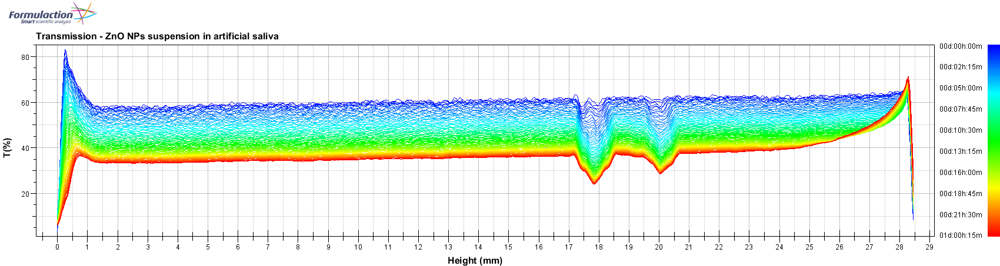 Formulaction
Smart scientific analysis
Transmission - ZnO NPs suspension in artificial saliva
T(%)
80
60
40
20
0 1 2 3 4 5 6 7 8 9 10 11 12 13 14 15 16 17 18 19 20 21 22 23 24 25 26 27 28 29
Height (mm)
00d:00h:00m
00d:02h:15m
00d:05h:00m
00d:07h:45m
00d:10h:30m
00d:13h:15m
00d:16h:00m
00d:18h:45m
00d:21h:30m
01d:00h:15m